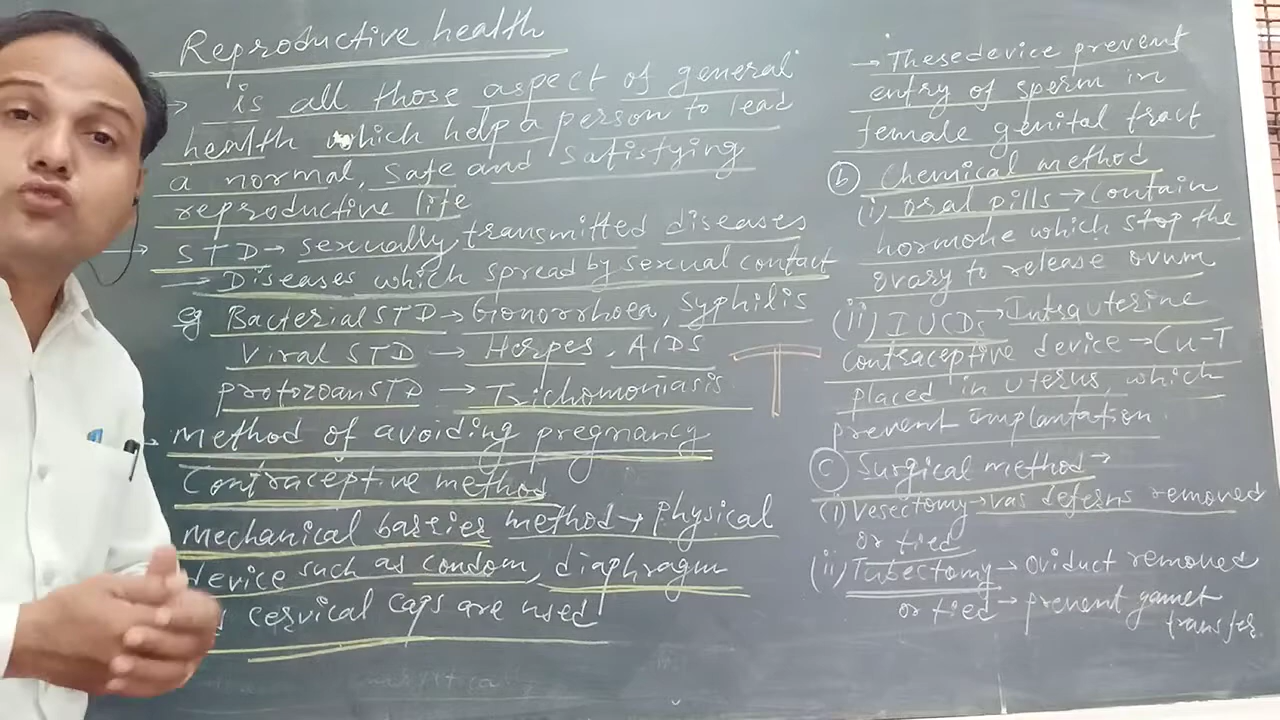 Reproductive health
→ is all those aspect of general
health which help a person to lead
a normal, safe and satisfying
reproductive life
→ STD → sexually transmitted diseases
→ Diseases which spread by sexual contact
eg Bacterial STD → Gonorrhoea, Syphilis
Viral STD → Herpes, AIDS
protozoan STD → Trichomoniasis
Method of avoiding pregnancy
Contraceptive method
Mechanical barrier method → physical
device such as condom, diaphragm
cervical caps are used
→ These device prevent
entry of sperm in
female genital tract
(b) Chemical method
(i) oral pills → contain
hormone which stop the
ovary to release ovum
(ii) IUCDs → Intrauterine
contraceptive device → Cu-T
placed in uterus, which
prevent implantation
(c) Surgical method →
(i) Vesectomy → vas deferns removed
or tied
(ii) Tubectomy → oviduct removed
or tied → prevent gamet
transfer